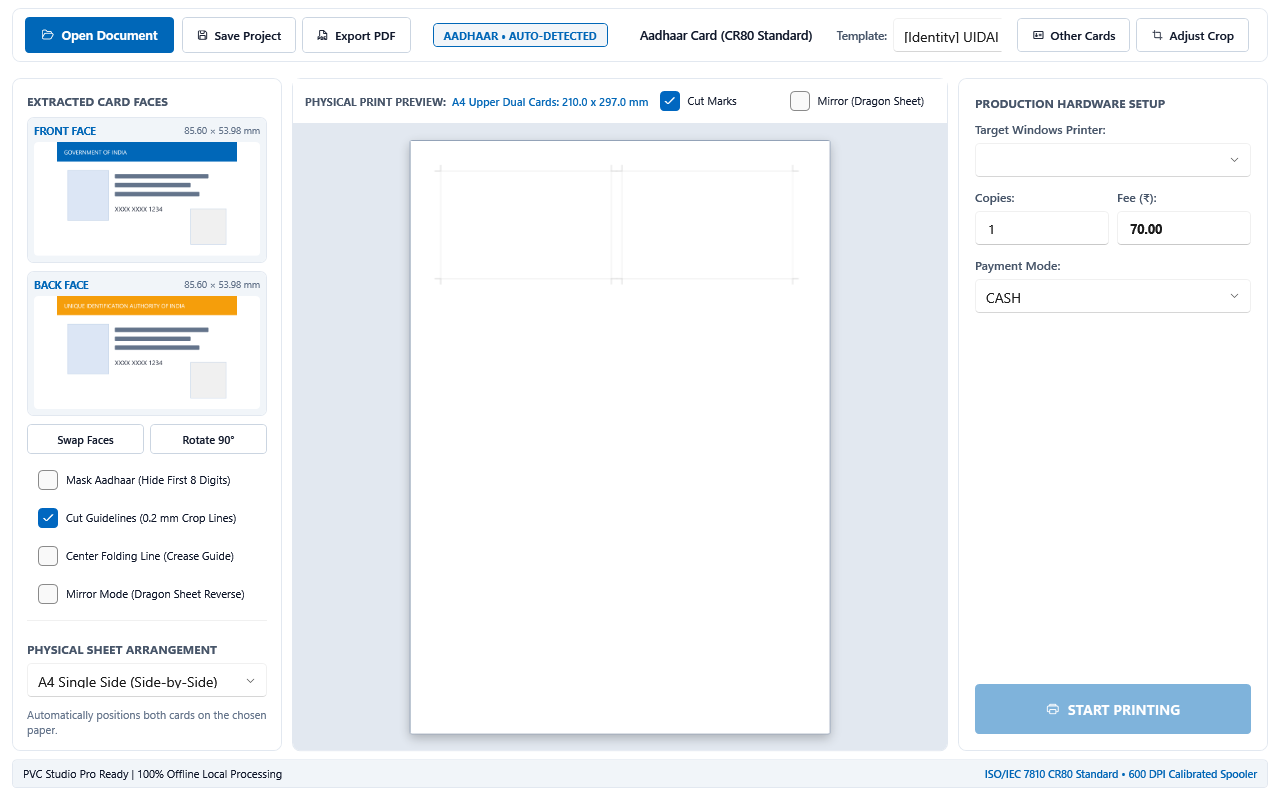 Open Document
Save Project
Export PDF
AADHAAR • AUTO-DETECTED
Aadhaar Card (CR80 Standard)
Template:
[Identity] UIDAI
Other Cards
Adjust Crop
EXTRACTED CARD FACES
FRONT FACE
85.60 × 53.98 mm
GOVERNMENT OF INDIA
XXXX XXXX 1234
BACK FACE
85.60 × 53.98 mm
UNIQUE IDENTIFICATION AUTHORITY OF INDIA
XXXX XXXX 1234
Swap Faces
Rotate 90°
Mask Aadhaar (Hide First 8 Digits)
Cut Guidelines (0.2 mm Crop Lines)
Center Folding Line (Crease Guide)
Mirror Mode (Dragon Sheet Reverse)
PHYSICAL SHEET ARRANGEMENT
A4 Single Side (Side-by-Side)
Automatically positions both cards on the chosen
paper.
PHYSICAL PRINT PREVIEW:
A4 Upper Dual Cards: 210.0 x 297.0 mm
Cut Marks
Mirror (Dragon Sheet)
PRODUCTION HARDWARE SETUP
Target Windows Printer:
Copies:
Fee (₹):
1
70.00
Payment Mode:
CASH
START PRINTING
PVC Studio Pro Ready | 100% Offline Local Processing
ISO/IEC 7810 CR80 Standard • 600 DPI Calibrated Spooler